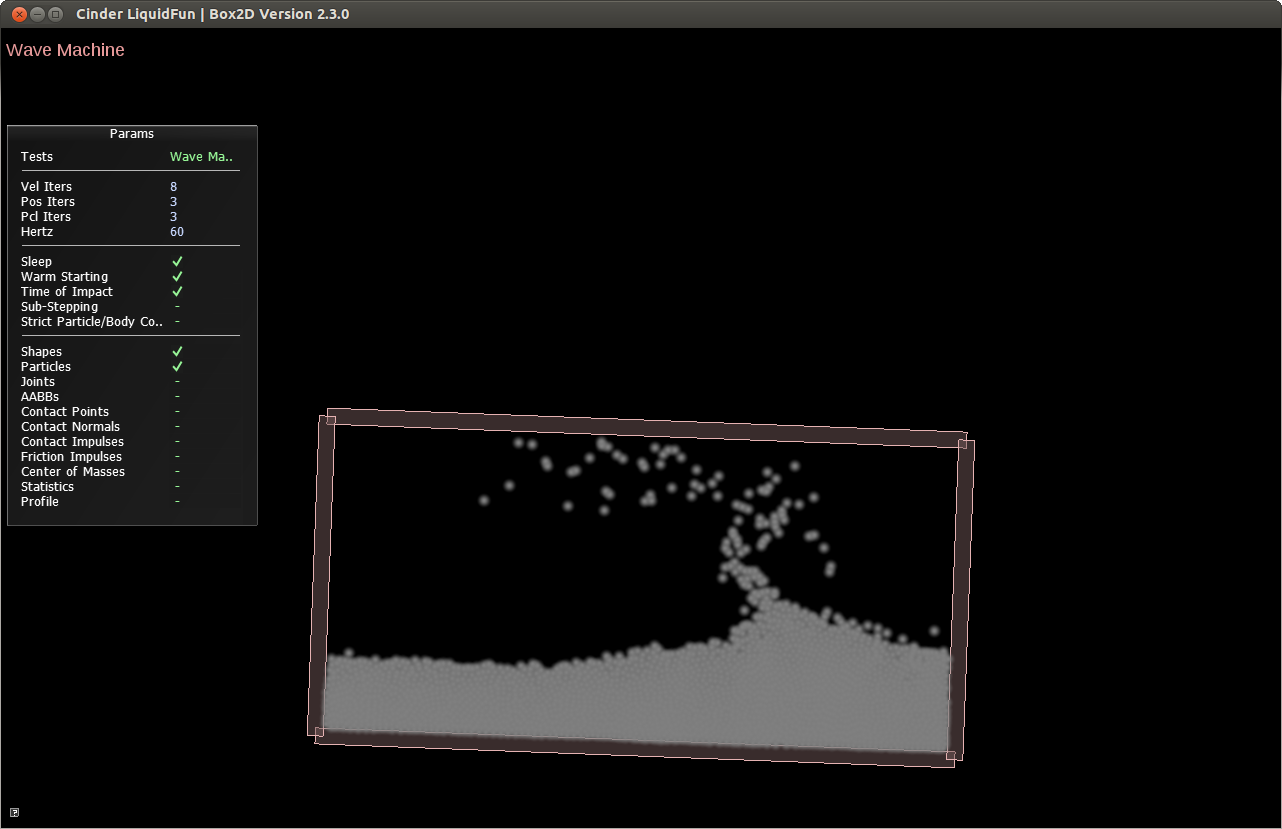 Cinder LiquidFun | Box2D Version 2.3.0
Wave Machine
Params
Tests Wave Ma..
Vel Iters 8
Pos Iters 3
Pcl Iters 3
Hertz 60
Sleep ✓
Warm Starting ✓
Time of Impact ✓
Sub-Stepping -
Strict Particle/Body Co.. -
Shapes ✓
Particles ✓
Joints -
AABBs -
Contact Points -
Contact Normals -
Contact Impulses -
Friction Impulses -
Center of Masses -
Statistics -
Profile -
?